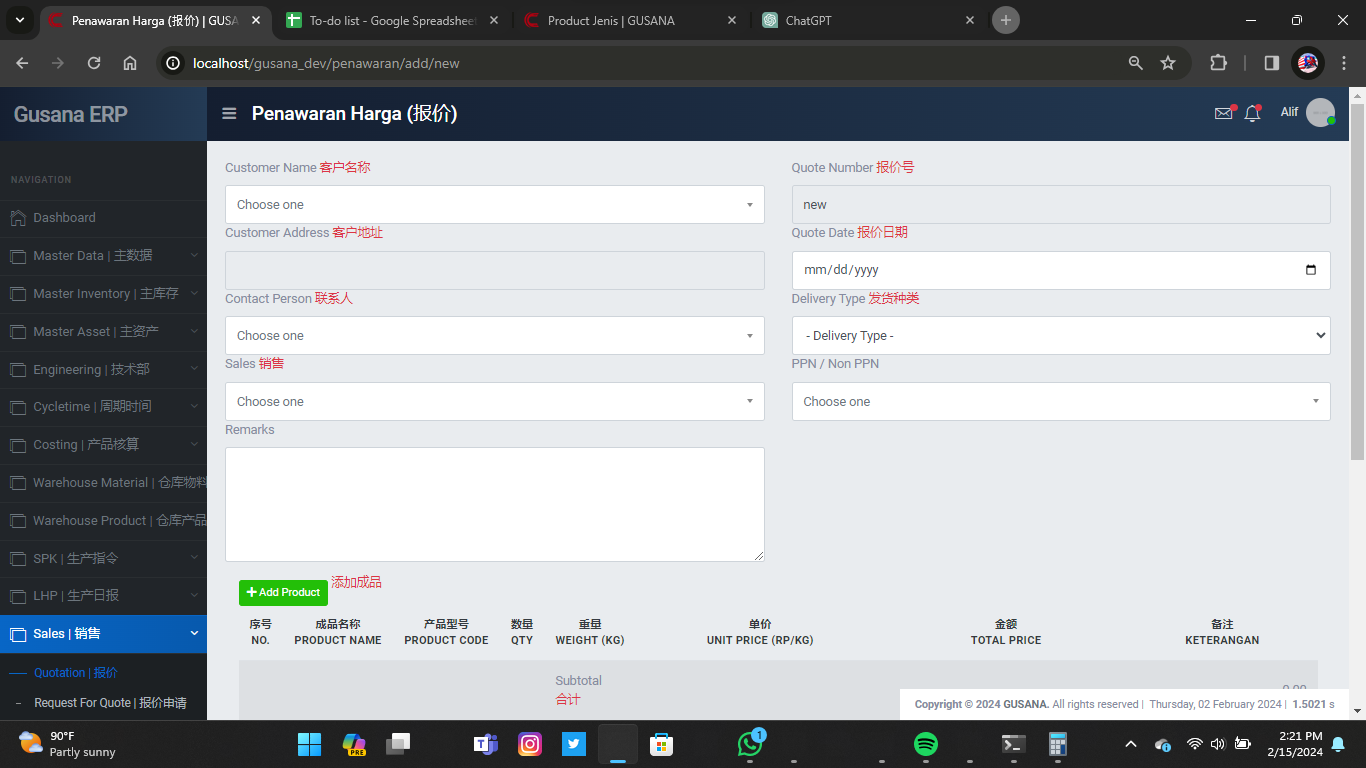 Penawaran Harga (报价) | GUSA
To-do list - Google Spreadsheet
Product Jenis | GUSANA
ChatGPT
localhost/gusana_dev/penawaran/add/new
Gusana ERP
Penawaran Harga (报价)
Alif
NAVIGATION
Dashboard
Master Data | 主数据
Master Inventory | 主库存
Master Asset | 主资产
Engineering | 技术部
Cycletime | 周期时间
Costing | 产品核算
Warehouse Material | 仓库物料
Warehouse Product | 仓库产品
SPK | 生产指令
LHP | 生产日报
Sales | 销售
Quotation | 报价
Request For Quote | 报价申请
Customer Name 客户名称
Choose one
Customer Address 客户地址
Contact Person 联系人
Choose one
Sales 销售
Choose one
Remarks
Quote Number 报价号
new
Quote Date 报价日期
mm/dd/yyyy
Delivery Type 发货种类
- Delivery Type -
PPN / Non PPN
Choose one
Add Product 添加成品
序号 成品名称 产品型号 数量 重量 单价 金额 备注
NO. PRODUCT NAME PRODUCT CODE QTY WEIGHT (KG) UNIT PRICE (RP/KG) TOTAL PRICE KETERANGAN
Subtotal
合计
0.00
Copyright © 2024 GUSANA. All rights reserved | Thursday, 02 February 2024 | 1.5021 s
90°F
Partly sunny
PRE
1
2:21 PM
2/15/2024